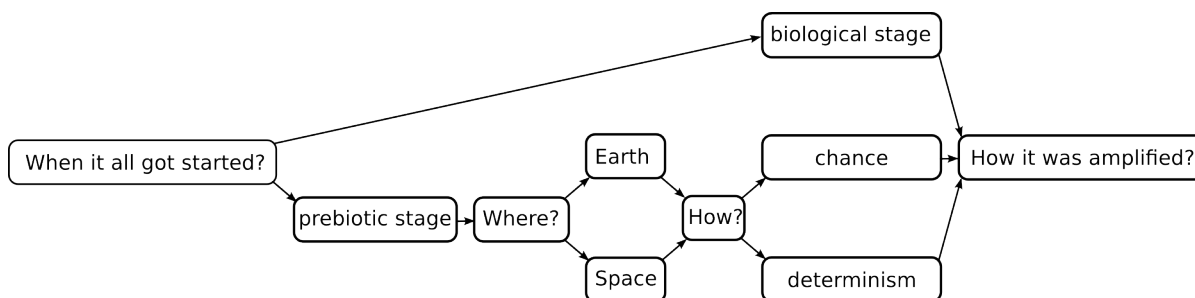 biological stage
When it all got started?
prebiotic stage
Where?
Earth
Space
How?
chance
determinism
How it was amplified?